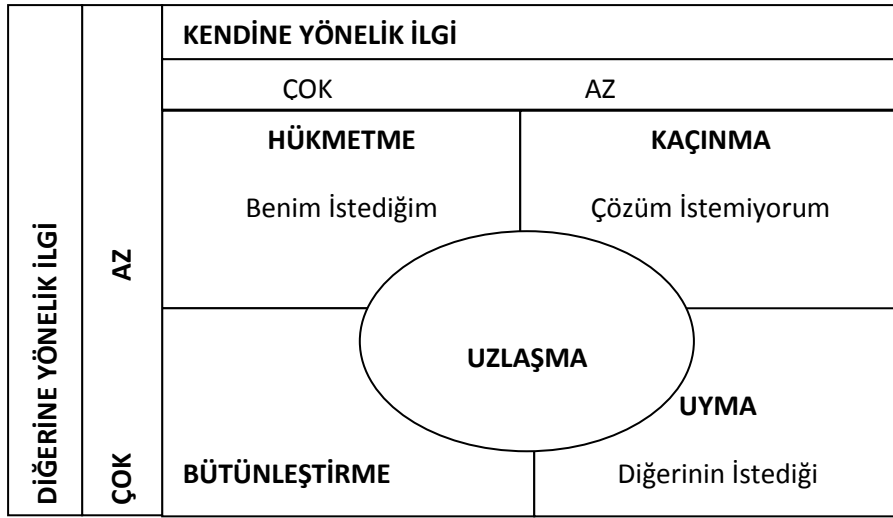 KENDİNE YÖNELİK İLGİ
ÇOK AZ
DİĞERİNE YÖNELİK İLGİ
AZ
HÜKMETME KAÇINMA
Benim İstediğim Çözüm İstemiyorum
UZLAŞMA
UYMA
ÇOK
BÜTÜNLEŞTİRME Diğerinin İstediği